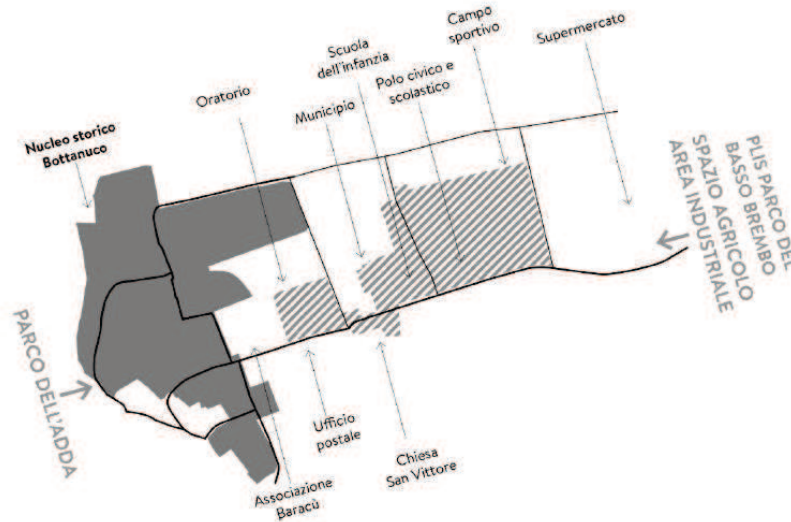 Campo
sportivo
Supermercato
Scuola
dell'infanzia
Polo civico e
scolastico
Oratorio
Municipio
Nucleo storico
Bottanuco
PLIS PARCO DEL
BASSO BREMBO
SPAZIO AGRICOLO
AREA INDUSTRIALE
PARCO DELL'ADDA
Ufficio
postale
Chiesa
San Vittore
Associazione
Baracù